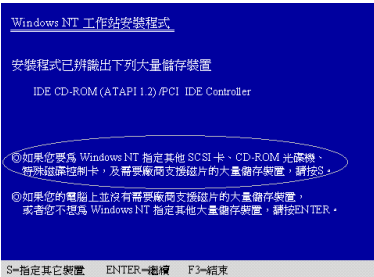 Windows NT 工作站安裝程式
安裝程式已辨識出下列大量儲存裝置
IDE CD-ROM (ATAPI 1.2) /PCI IDE Controller
◎如果您要為 Windows NT 指定其他 SCSI 卡、CD-ROM 光碟機、
特殊磁碟控制卡，及需要廠商支援磁片的大量儲存裝置，請按S。
◎如果您的電腦上並沒有需要廠商支援磁片的大量儲存裝置，
或者您不想為 Windows NT 指定其他大量儲存裝置，請按ENTER。
S=指定其它裝置 ENTER=繼續 F3=結束